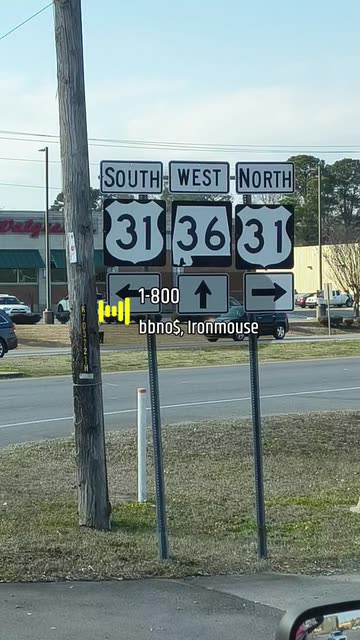 SOUTH WEST NORTH
31 36 31
1-800
bbno$, Ironmouse